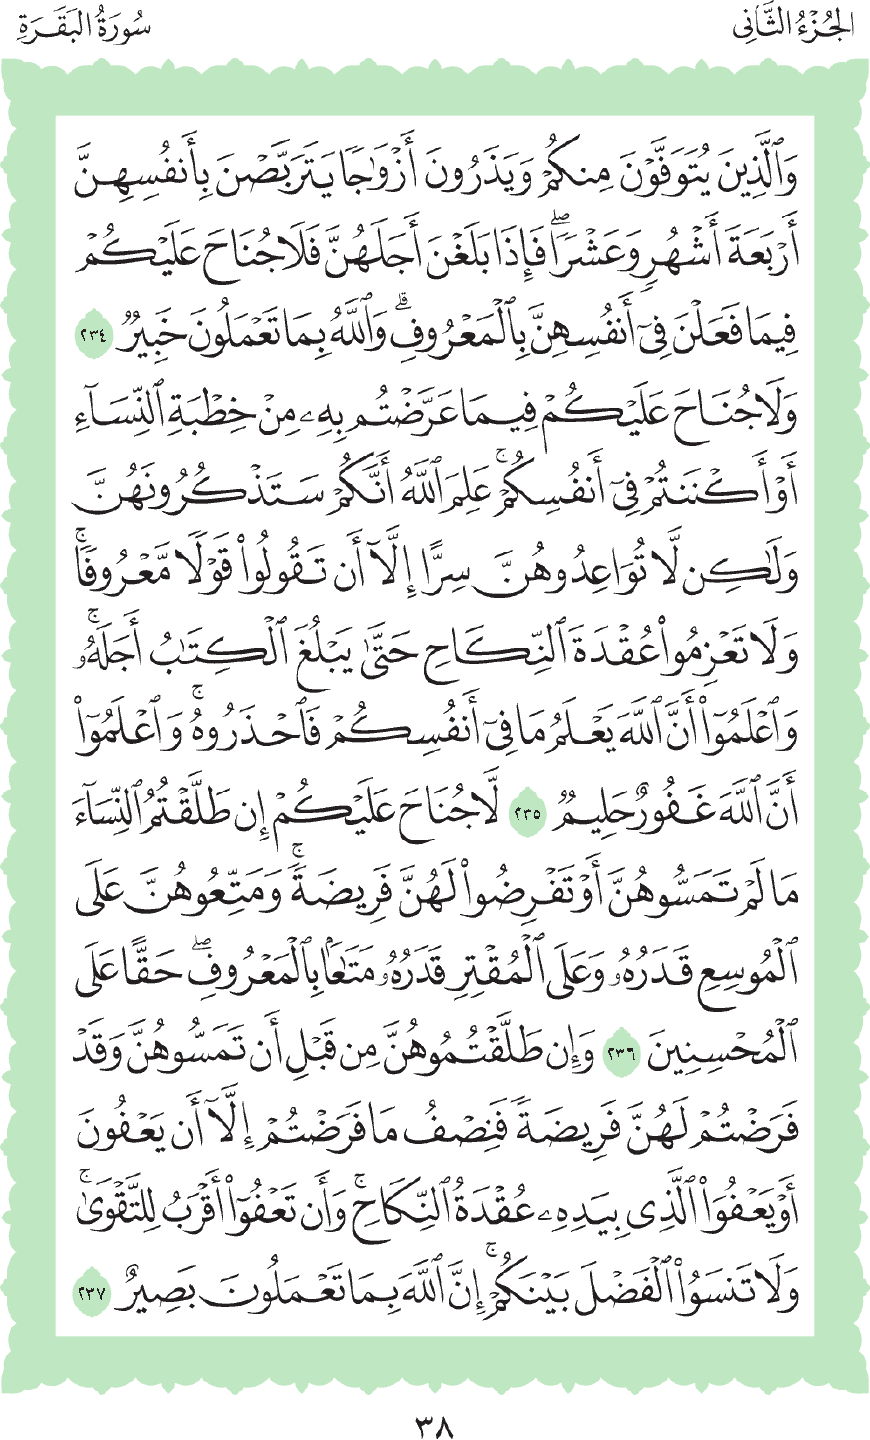 الجُزْءُ الثَّانِي
سُورَةُ البَقَرَةِ
وَٱلَّذِينَ يُتَوَفَّوْنَ مِنكُمْ وَيَذَرُونَ أَزْوَٰجًا يَتَرَبَّصْنَ بِأَنفُسِهِنَّ
أَرْبَعَةَ أَشْهُرٍ وَعَشْرًاۖ فَإِذَا بَلَغْنَ أَجَلَهُنَّ فَلَا جُنَاحَ عَلَيْكُمْ
فِيمَا فَعَلْنَ فِىٓ أَنفُسِهِنَّ بِٱلْمَعْرُوفِۗ وَٱللَّهُ بِمَا تَعْمَلُونَ خَبِيرٌ ٢٣٤
وَلَا جُنَاحَ عَلَيْكُمْ فِيمَا عَرَّضْتُم بِهِۦ مِنْ خِطْبَةِ ٱلنِّسَآءِ
أَوْ أَكْنَنتُمْ فِىٓ أَنفُسِكُمْۚ عَلِمَ ٱللَّهُ أَنَّكُمْ سَتَذْكُرُونَهُنَّ
وَلَٰكِن لَّا تُوَاعِدُوهُنَّ سِرًّا إِلَّآ أَن تَقُولُوا۟ قَوْلًا مَّعْرُوفًاۚ
وَلَا تَعْزِمُوا۟ عُقْدَةَ ٱلنِّكَاحِ حَتَّىٰ يَبْلُغَ ٱلْكِتَٰبُ أَجَلَهُۥۚ
وَٱعْلَمُوٓا۟ أَنَّ ٱللَّهَ يَعْلَمُ مَا فِىٓ أَنفُسِكُمْ فَٱحْذَرُوهُۚ وَٱعْلَمُوٓا۟
أَنَّ ٱللَّهَ غَفُورٌ حَلِيمٌ ٢٣٥ لَّا جُنَاحَ عَلَيْكُمْ إِن طَلَّقْتُمُ ٱلنِّسَآءَ
مَا لَمْ تَمَسُّوهُنَّ أَوْ تَفْرِضُوا۟ لَهُنَّ فَرِيضَةًۚ وَمَتِّعُوهُنَّ عَلَى
ٱلْمُوسِعِ قَدَرُهُۥ وَعَلَى ٱلْمُقْتِرِ قَدَرُهُۥ مَتَٰعًۢا بِٱلْمَعْرُوفِۖ حَقًّا عَلَى
ٱلْمُحْسِنِينَ ٢٣٦ وَإِن طَلَّقْتُمُوهُنَّ مِن قَبْلِ أَن تَمَسُّوهُنَّ وَقَدْ
فَرَضْتُمْ لَهُنَّ فَرِيضَةً فَنِصْفُ مَا فَرَضْتُمْ إِلَّآ أَن يَعْفُونَ
أَوْ يَعْفُوَا۟ ٱلَّذِى بِيَدِهِۦ عُقْدَةُ ٱلنِّكَاحِۚ وَأَن تَعْفُوٓا۟ أَقْرَبُ لِلتَّقْوَىٰۚ
وَلَا تَنسَوُا۟ ٱلْفَضْلَ بَيْنَكُمْۚ إِنَّ ٱللَّهَ بِمَا تَعْمَلُونَ بَصِيرٌ ٢٣٧
٣٨